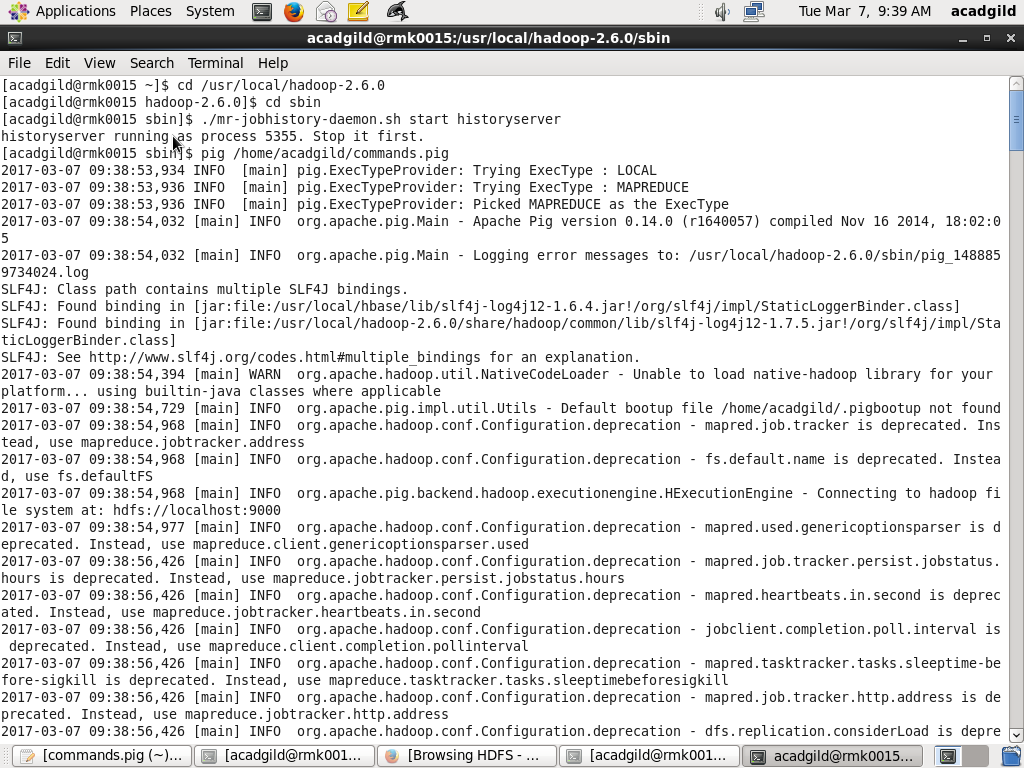 Applications Places System Tue Mar 7, 9:39 AM acadgild
acadgild@rmk0015:/usr/local/hadoop-2.6.0/sbin
File Edit View Search Terminal Help
[acadgild@rmk0015 ~]$ cd /usr/local/hadoop-2.6.0
[acadgild@rmk0015 hadoop-2.6.0]$ cd sbin
[acadgild@rmk0015 sbin]$ ./mr-jobhistory-daemon.sh start historyserver
historyserver running as process 5355. Stop it first.
[acadgild@rmk0015 sbin]$ pig /home/acadgild/commands.pig
2017-03-07 09:38:53,934 INFO  [main] pig.ExecTypeProvider: Trying ExecType : LOCAL
2017-03-07 09:38:53,936 INFO  [main] pig.ExecTypeProvider: Trying ExecType : MAPREDUCE
2017-03-07 09:38:53,936 INFO  [main] pig.ExecTypeProvider: Picked MAPREDUCE as the ExecType
2017-03-07 09:38:54,032 [main] INFO  org.apache.pig.Main - Apache Pig version 0.14.0 (r1640057) compiled Nov 16 2014, 18:02:0
5
2017-03-07 09:38:54,032 [main] INFO  org.apache.pig.Main - Logging error messages to: /usr/local/hadoop-2.6.0/sbin/pig_148885
9734024.log
SLF4J: Class path contains multiple SLF4J bindings.
SLF4J: Found binding in [jar:file:/usr/local/hbase/lib/slf4j-log4j12-1.6.4.jar!/org/slf4j/impl/StaticLoggerBinder.class]
SLF4J: Found binding in [jar:file:/usr/local/hadoop-2.6.0/share/hadoop/common/lib/slf4j-log4j12-1.7.5.jar!/org/slf4j/impl/Sta
ticLoggerBinder.class]
SLF4J: See http://www.slf4j.org/codes.html#multiple_bindings for an explanation.
2017-03-07 09:38:54,394 [main] WARN  org.apache.hadoop.util.NativeCodeLoader - Unable to load native-hadoop library for your
platform... using builtin-java classes where applicable
2017-03-07 09:38:54,729 [main] INFO  org.apache.pig.impl.util.Utils - Default bootup file /home/acadgild/.pigbootup not found
2017-03-07 09:38:54,968 [main] INFO  org.apache.hadoop.conf.Configuration.deprecation - mapred.job.tracker is deprecated. Ins
tead, use mapreduce.jobtracker.address
2017-03-07 09:38:54,968 [main] INFO  org.apache.hadoop.conf.Configuration.deprecation - fs.default.name is deprecated. Instea
d, use fs.defaultFS
2017-03-07 09:38:54,968 [main] INFO  org.apache.pig.backend.hadoop.executionengine.HExecutionEngine - Connecting to hadoop fi
le system at: hdfs://localhost:9000
2017-03-07 09:38:54,977 [main] INFO  org.apache.hadoop.conf.Configuration.deprecation - mapred.used.genericoptionsparser is d
eprecated. Instead, use mapreduce.client.genericoptionsparser.used
2017-03-07 09:38:56,426 [main] INFO  org.apache.hadoop.conf.Configuration.deprecation - mapred.job.tracker.persist.jobstatus.
hours is deprecated. Instead, use mapreduce.jobtracker.persist.jobstatus.hours
2017-03-07 09:38:56,426 [main] INFO  org.apache.hadoop.conf.Configuration.deprecation - mapred.heartbeats.in.second is deprec
ated. Instead, use mapreduce.jobtracker.heartbeats.in.second
2017-03-07 09:38:56,426 [main] INFO  org.apache.hadoop.conf.Configuration.deprecation - jobclient.completion.poll.interval is
 deprecated. Instead, use mapreduce.client.completion.pollinterval
2017-03-07 09:38:56,426 [main] INFO  org.apache.hadoop.conf.Configuration.deprecation - mapred.tasktracker.tasks.sleeptime-be
fore-sigkill is deprecated. Instead, use mapreduce.tasktracker.tasks.sleeptimebeforesigkill
2017-03-07 09:38:56,426 [main] INFO  org.apache.hadoop.conf.Configuration.deprecation - mapred.job.tracker.http.address is de
precated. Instead, use mapreduce.jobtracker.http.address
2017-03-07 09:38:56,426 [main] INFO  org.apache.hadoop.conf.Configuration.deprecation - dfs.replication.considerLoad is depre
[commands.pig (~)... [acadgild@rmk001... [Browsing HDFS - ... [acadgild@rmk001... acadgild@rmk0015...